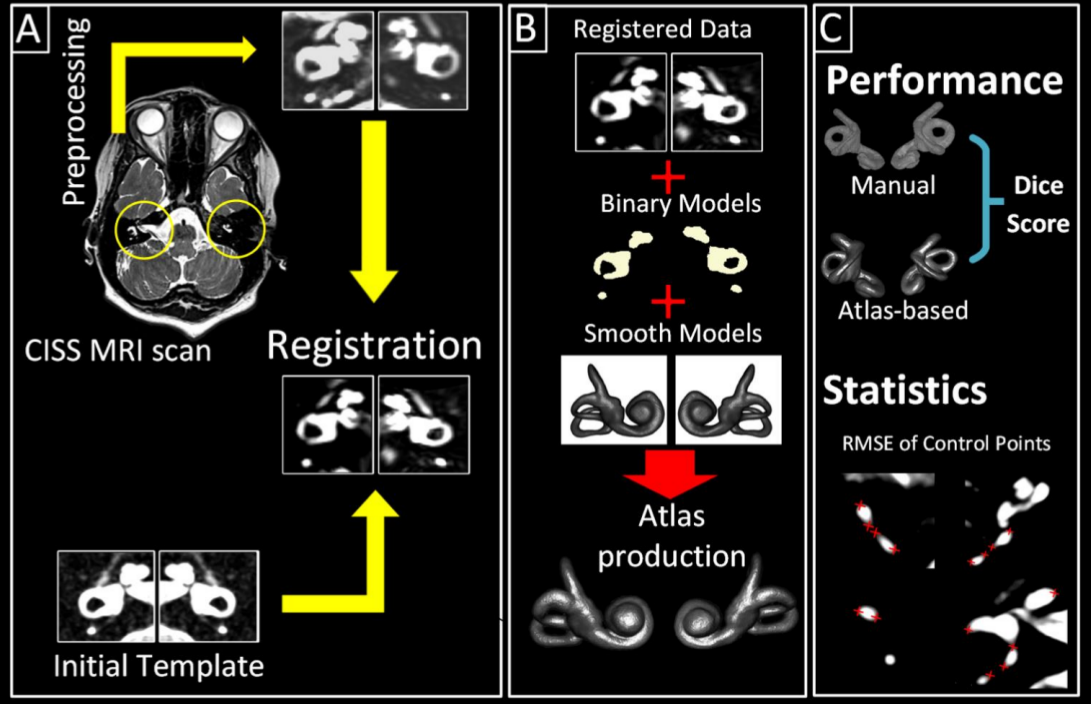 A
Preprocessing
CISS MRI scan
Registration
Initial Template
B
Registered Data
+
Binary Models
+
Smooth Models
Atlas
production
C
Performance
Manual
Dice
Score
Atlas-based
Statistics
RMSE of Control Points